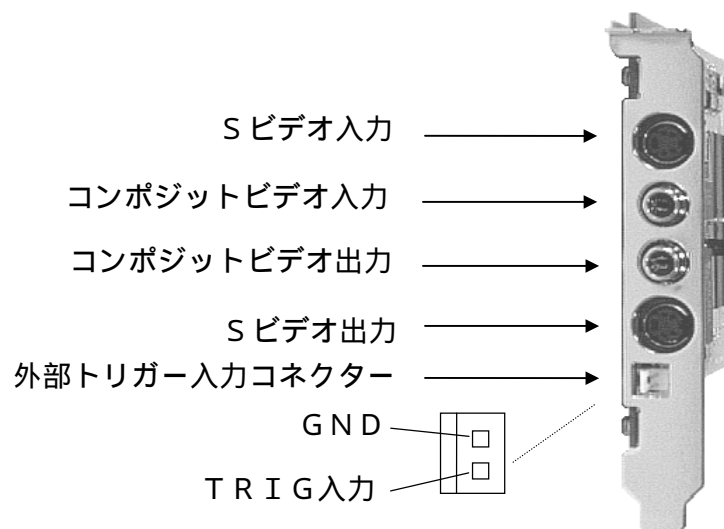 Ｓビデオ入力
コンポジットビデオ入力
コンポジットビデオ出力
Ｓビデオ出力
外部トリガー入力コネクター
ＧＮＤ
ＴＲＩＧ入力